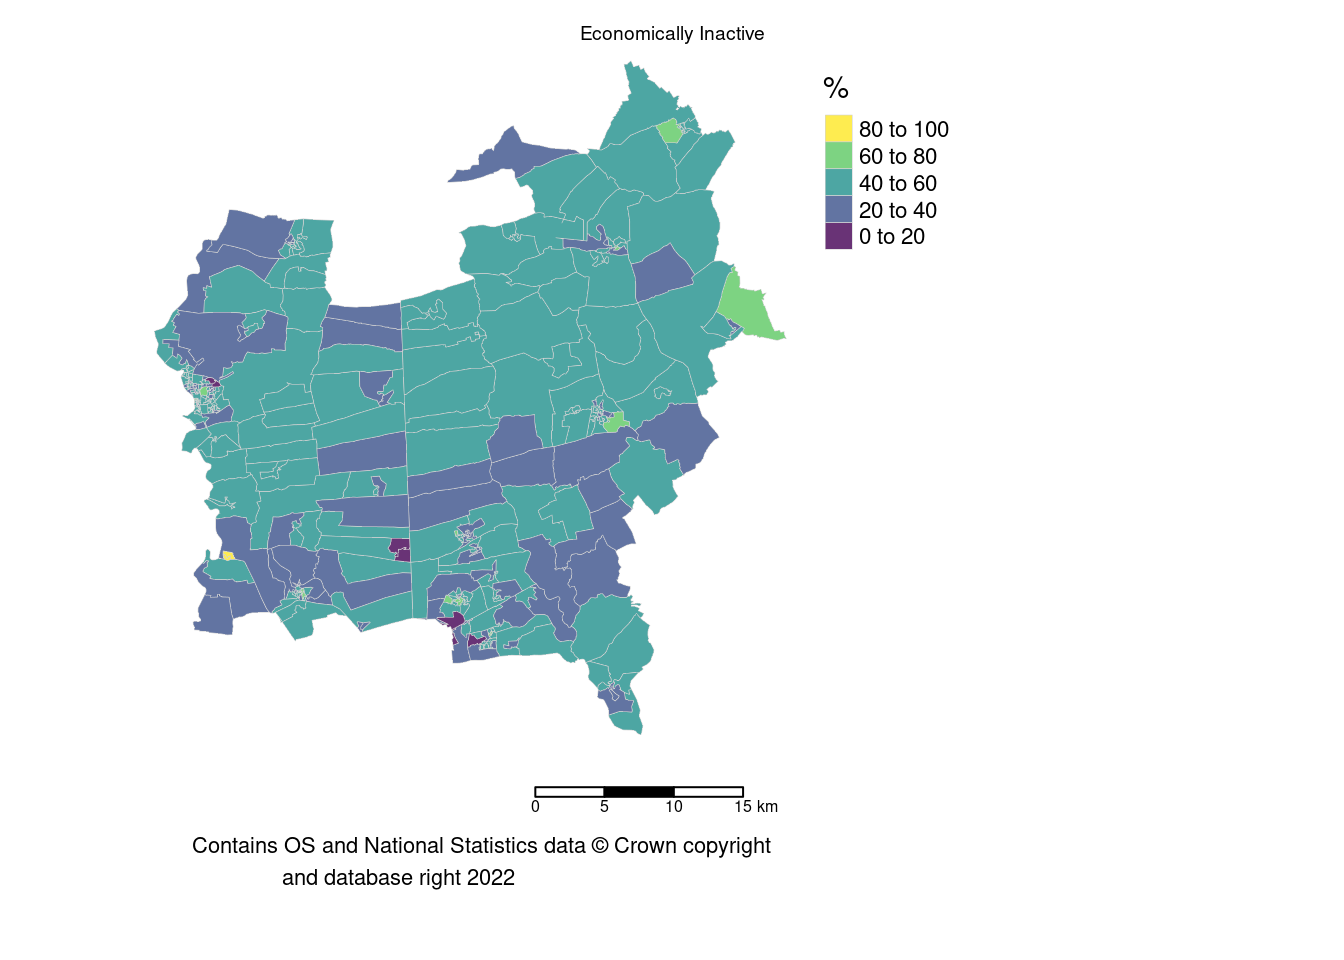 Economically Inactive
%
80 to 100
60 to 80
40 to 60
20 to 40
0 to 20
0 5 10 15 km
Contains OS and National Statistics data © Crown copyright
and database right 2022